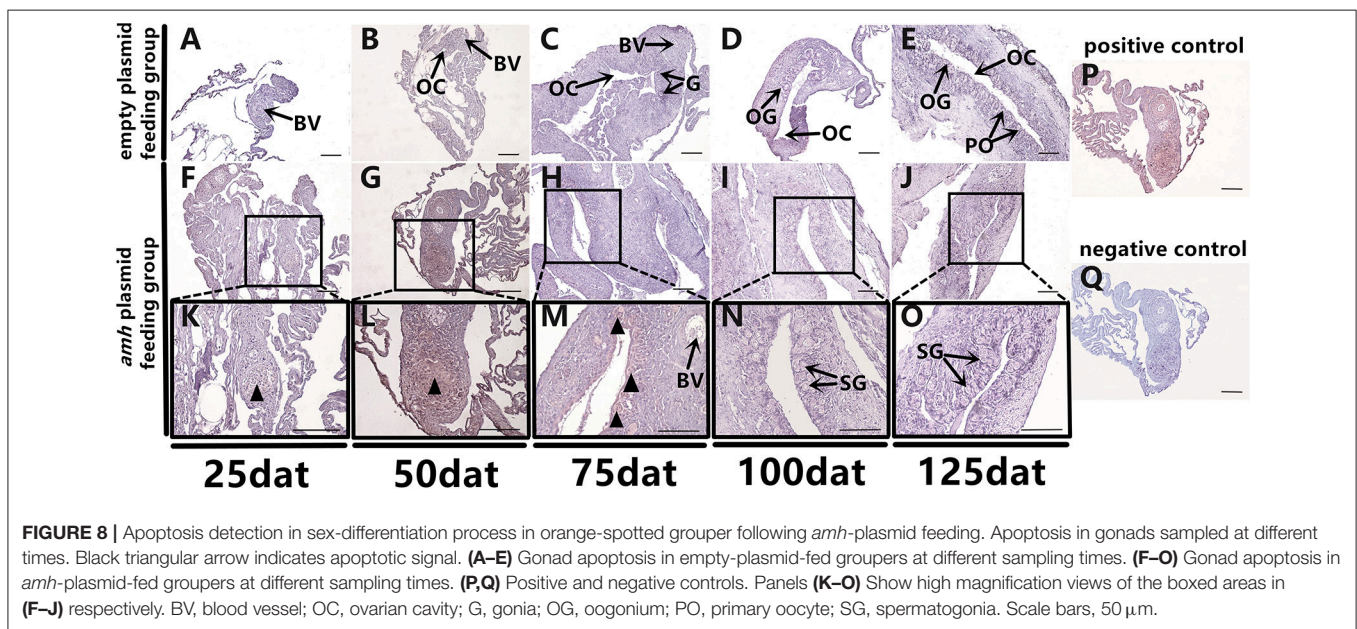 empty plasmid
feeding group
A
BV
B
OC
BV
C
BV
OC
G
D
OG
OC
E
OG
OC
PO
positive control
P
amh plasmid
feeding group
F
G
H
I
J
negative control
Q
K
L
M
BV
N
SG
O
SG
25dat
50dat
75dat
100dat
125dat
FIGURE 8 | Apoptosis detection in sex-differentiation process in orange-spotted grouper following amh-plasmid feeding. Apoptosis in gonads sampled at different
times. Black triangular arrow indicates apoptotic signal. (A–E) Gonad apoptosis in empty-plasmid-fed groupers at different sampling times. (F–O) Gonad apoptosis in
amh-plasmid-fed groupers at different sampling times. (P,Q) Positive and negative controls. Panels (K–O) Show high magnification views of the boxed areas in
(F–J) respectively. BV, blood vessel; OC, ovarian cavity; G, gonia; OG, oogonium; PO, primary oocyte; SG, spermatogonia. Scale bars, 50 μm.